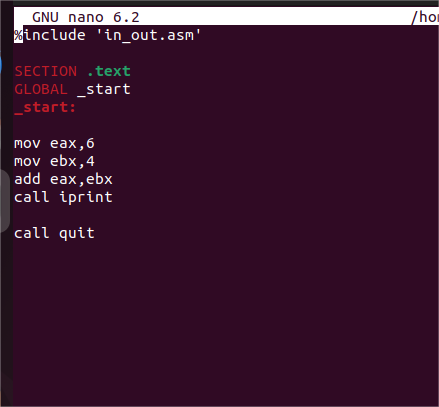 GNU nano 6.2 /hom
%include 'in_out.asm'
SECTION .text
GLOBAL _start
_start:
mov eax,6
mov ebx,4
add eax,ebx
call iprint
call quit